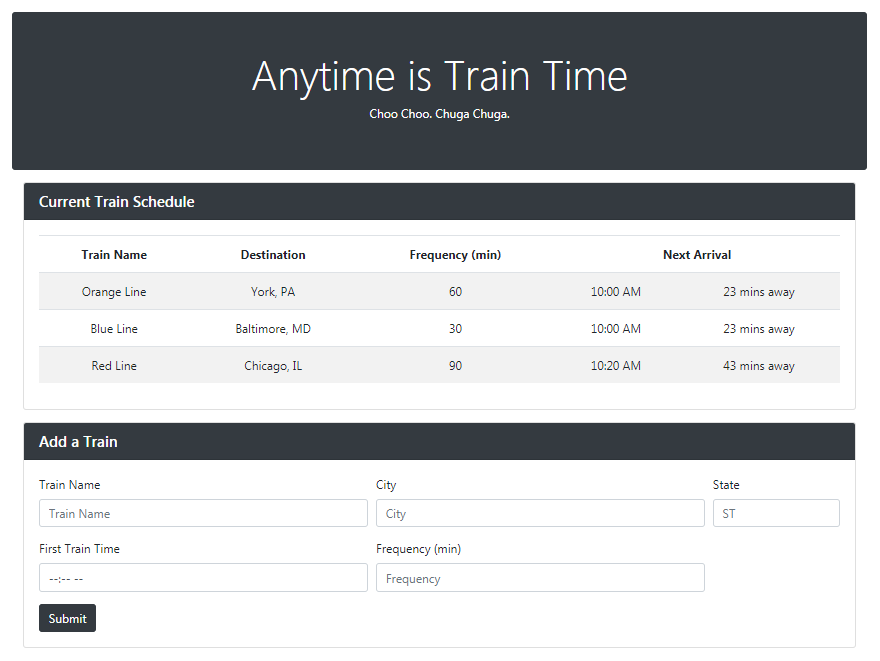 Anytime is Train Time
Choo Choo. Chuga Chuga.
Current Train Schedule
Train Name Destination Frequency (min) Next Arrival
Orange Line York, PA 60 10:00 AM 23 mins away
Blue Line Baltimore, MD 30 10:00 AM 23 mins away
Red Line Chicago, IL 90 10:20 AM 43 mins away
Add a Train
Train Name City State
Train Name City ST
First Train Time Frequency (min)
--:-- -- Frequency
Submit